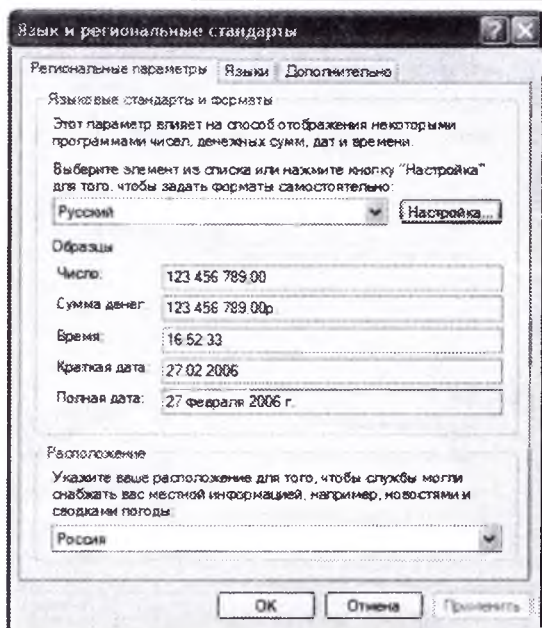 Язык и региональные стандарты
Региональные параметры Языки Дополнительно
Языковые стандарты и форматы
Этот параметр влияет на способ отображения некоторыми
программами чисел, денежных сумм, дат и времени.
Выберите элемент из списка или нажмите кнопку "Настройка"
для того, чтобы задать форматы самостоятельно:
Русский Настройка...
Образцы
Число: 123 456 789,00
Сумма денег: 123 456 789,00р.
Время: 16:52:33
Краткая дата: 27.02.2006
Полная дата: 27 февраля 2006 г.
Расположение
Укажите ваше расположение для того, чтобы службы могли
снабжать вас местной информацией, например, новостями и
сводками погоды:
Россия
OK Отмена Применить